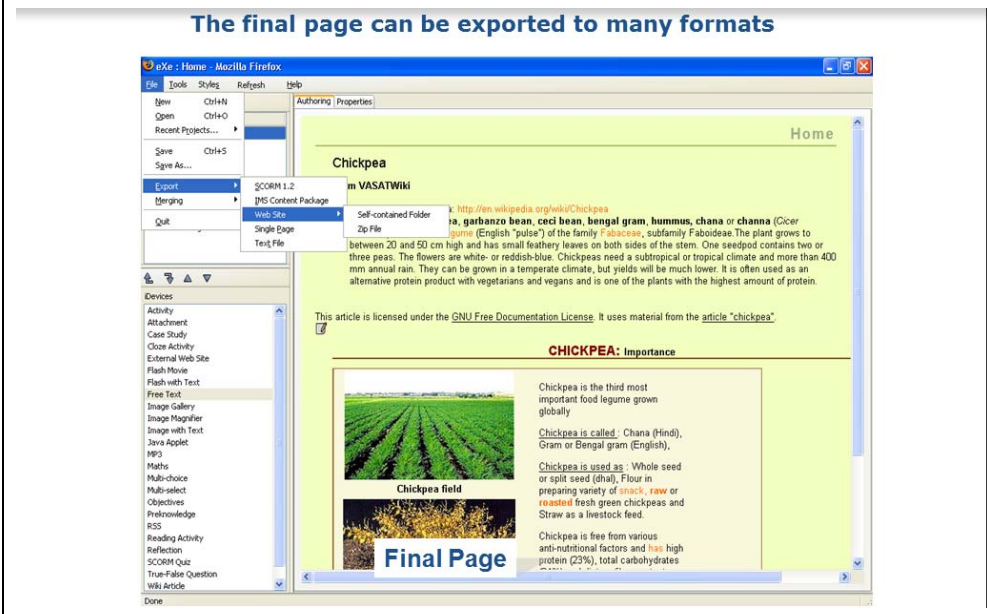 The final page can be exported to many formats
eXe : Home - Mozilla Firefox
File Tools Styles Refresh Help
New Ctrl+N
Open Ctrl+O
Recent Projects...
Save Ctrl+S
Save As...
Export
Merging
Quit
SCORM 1.2
IMS Content Package
Web Site
Single Page
Text File
Self-contained Folder
Zip File
Authoring Properties
Home
Chickpea
m VASATWiki
: http://en.wikipedia.org/wiki/Chickpea
ea, garbanzo bean, ceci bean, bengal gram, hummus, chana or channa (Cicer
gume (English "pulse") of the family Fabaceae, subfamily Faboideae.The plant grows to
between 20 and 50 cm high and has small feathery leaves on both sides of the stem. One seedpod contains two or
three peas. The flowers are white- or reddish-blue. Chickpeas need a subtropical or tropical climate and more than 400
mm annual rain. They can be grown in a temperate climate, but yields will be much lower. It is often used as an
alternative protein product with vegetarians and vegans and is one of the plants with the highest amount of protein.
This article is licensed under the GNU Free Documentation License. It uses material from the article "chickpea".
CHICKPEA: Importance
Chickpea is the third most
important food legume grown
globally
Chickpea is called : Chana (Hindi),
Gram or Bengal gram (English),
Chickpea is used as : Whole seed
or split seed (dhal), Flour in
preparing variety of snack, raw or
roasted fresh green chickpeas and
Straw as a livestock feed.
Chickpea is free from various
anti-nutritional factors and has high
protein (23%), total carbohydrates
Chickpea field
Final Page
iDevices
Activity
Attachment
Case Study
Cloze Activity
External Web Site
Flash Movie
Flash with Text
Free Text
Image Gallery
Image Magnifier
Image with Text
Java Applet
MP3
Maths
Multi-choice
Multi-select
Objectives
Preknowledge
RSS
Reading Activity
Reflection
SCORM Quiz
True-False Question
Wiki Article
Done